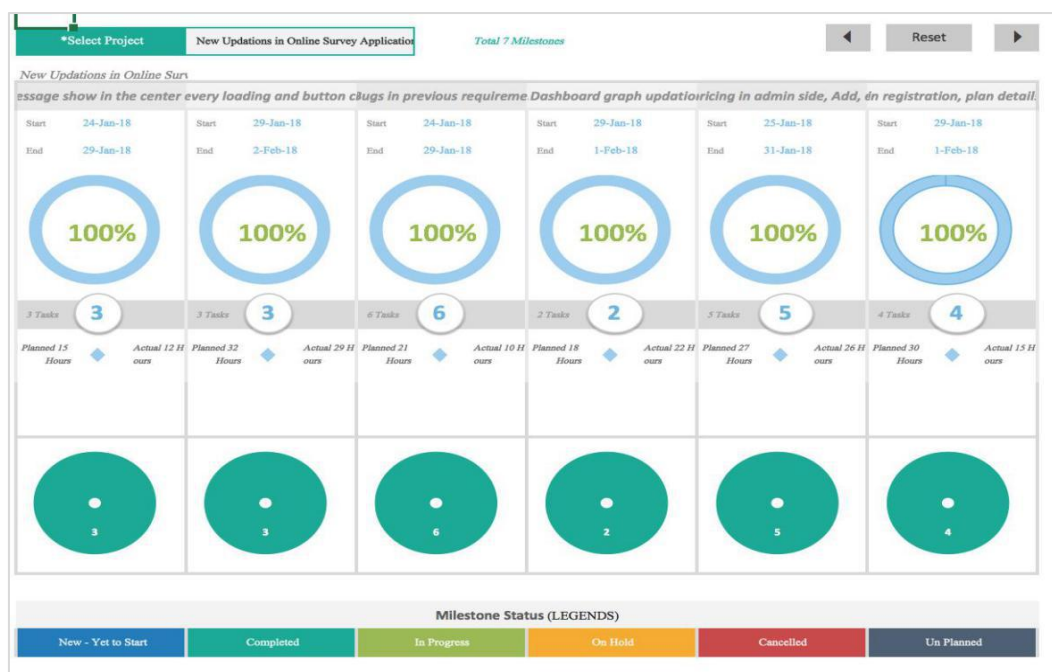 *Select Project New Updations in Online Survey Application Total 7 Milestones Reset
New Updations in Online Surv
essage show in the center every loading and button cl Bugs in previous requireme Dashboard graph updation ricing in admin side, Add, e in registration, plan detail
Start 24-Jan-18 Start 29-Jan-18 Start 24-Jan-18 Start 29-Jan-18 Start 25-Jan-18 Start 29-Jan-18
End 29-Jan-18 End 2-Feb-18 End 29-Jan-18 End 1-Feb-18 End 31-Jan-18 End 1-Feb-18
100% 100% 100% 100% 100% 100%
3 Tasks 3 3 Tasks 3 6 Tasks 6 2 Tasks 2 5 Tasks 5 4 Tasks 4
Planned 15 Actual 12 H Planned 32 Actual 29 H Planned 21 Actual 10 H Planned 18 Actual 22 H Planned 27 Actual 26 H Planned 30 Actual 15 H
Hours ours Hours ours Hours ours Hours ours Hours ours Hours ours
3 3 6 2 5 4
Milestone Status (LEGENDS)
New - Yet to Start Completed In Progress On Hold Cancelled Un Planned